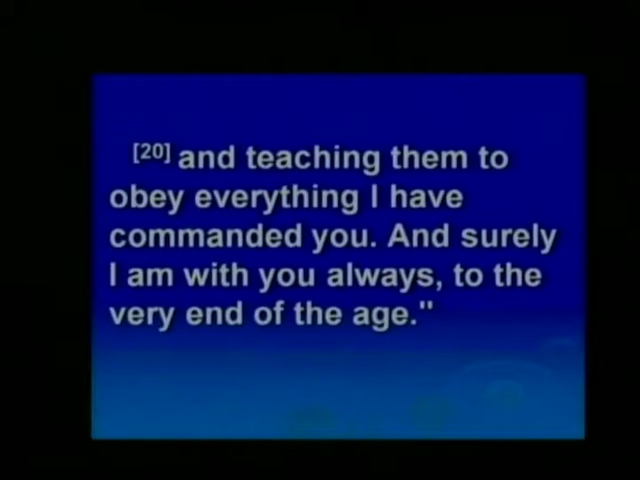 [20] and teaching them to
obey everything I have
commanded you. And surely
I am with you always, to the
very end of the age."